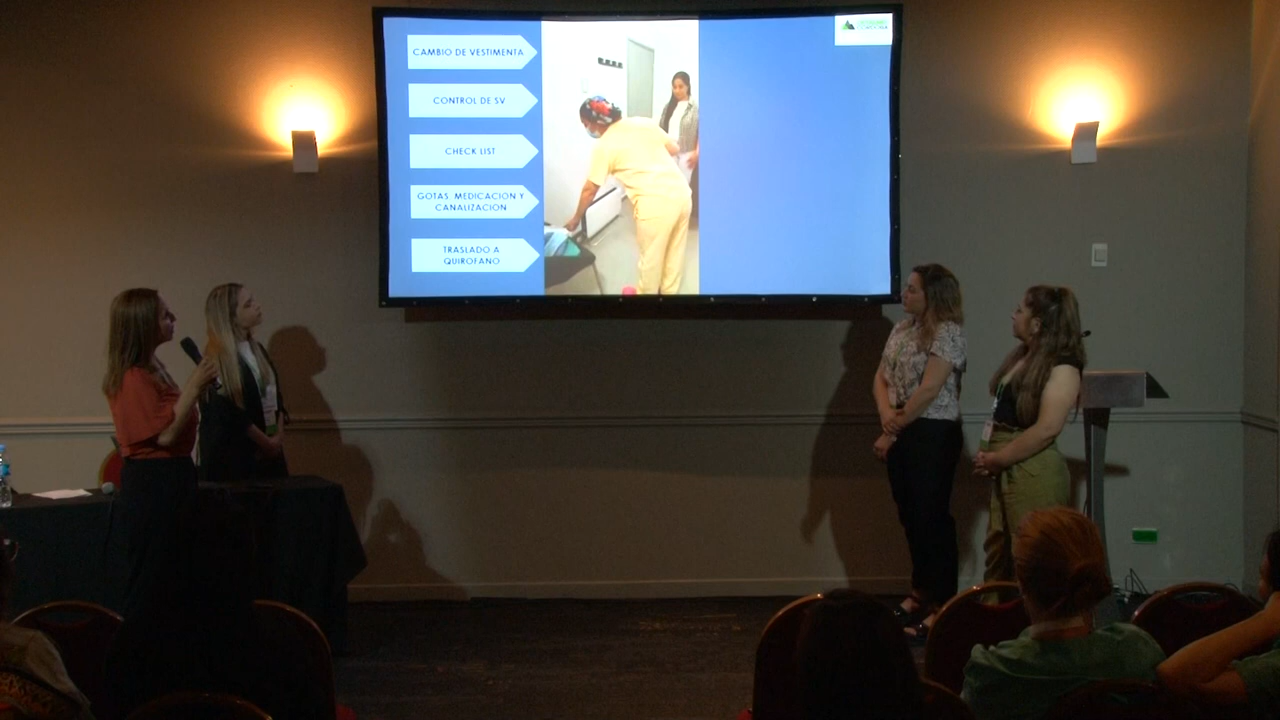 CAMBIO DE VESTIMENTA
CONTROL DE SV
CHECK LIST
GOTAS MEDICACION Y
CANALIZACION
TRASLADO A
QUIROFANO